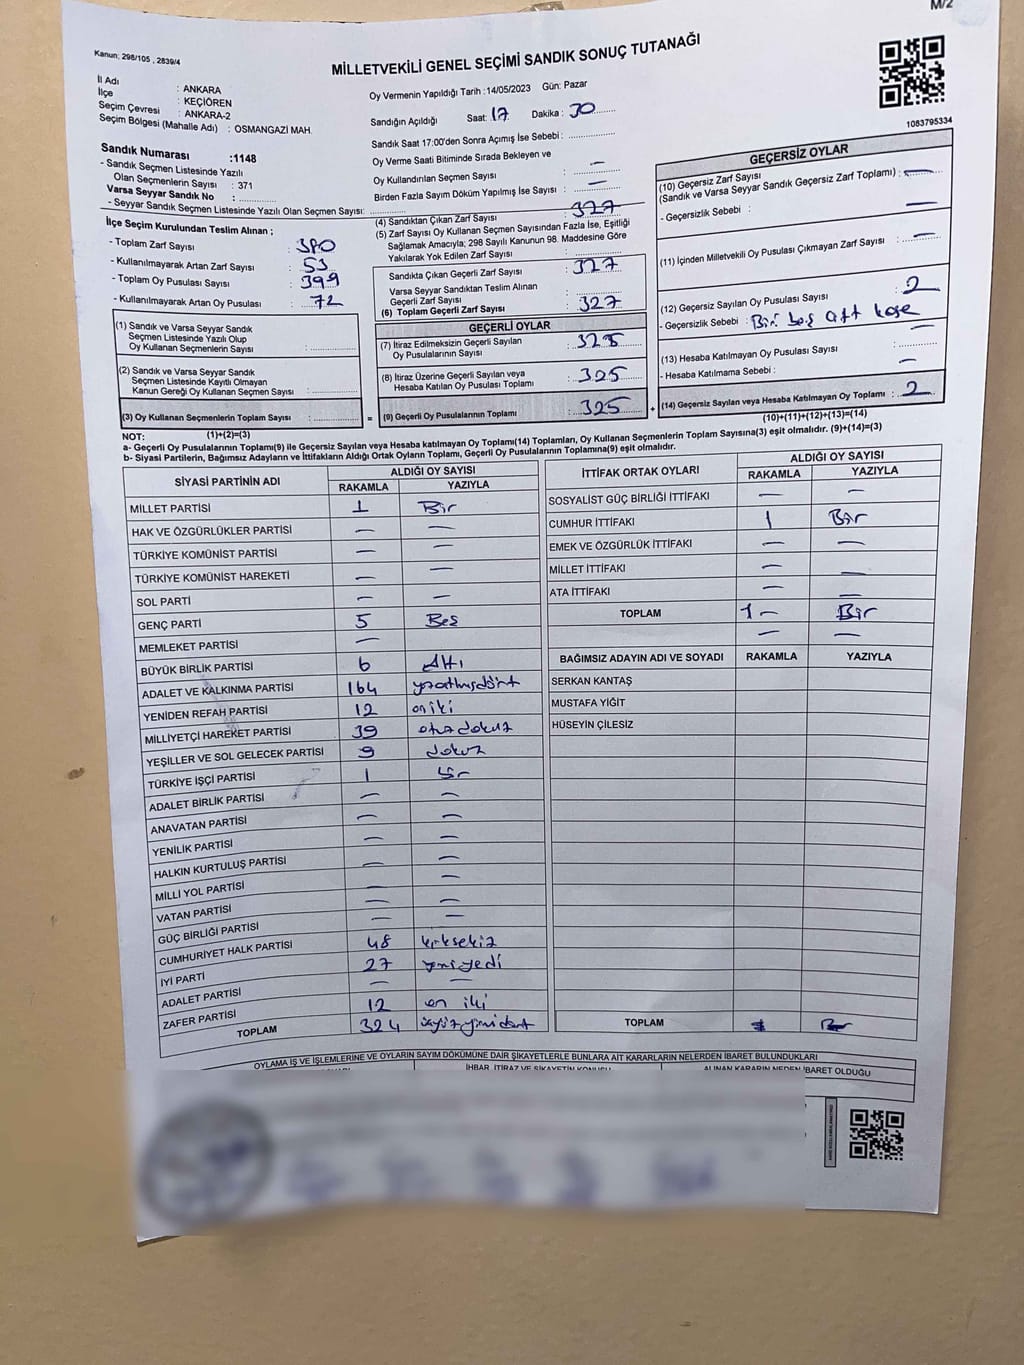 M/2
Kanun: 298/105 , 2839/4
MİLLETVEKİLİ GENEL SEÇİMİ SANDIK SONUÇ TUTANAĞI
İl Adı : ANKARA
İlçe : KEÇİÖREN
Seçim Çevresi : ANKARA-2
Seçim Bölgesi (Mahalle Adı) : OSMANGAZİ MAH.
Oy Vermenin Yapıldığı Tarih :14/05/2023 Gün: Pazar
Sandığın Açıldığı Saat: 17 Dakika : 30
Sandık Saat 17:00'den Sonra Açımış İse Sebebi :
Oy Verme Saati Bitiminde Sırada Bekleyen ve
Oy Kullandırılan Seçmen Sayısı : —
Birden Fazla Sayım Döküm Yapılmış İse Sayısı : —
1083795334
Sandık Numarası :1148
- Sandık Seçmen Listesinde Yazılı
Olan Seçmenlerin Sayısı : 371
Varsa Seyyar Sandık No :
- Seyyar Sandık Seçmen Listesinde Yazılı Olan Seçmen Sayısı:
İlçe Seçim Kurulundan Teslim Alınan ;
- Toplam Zarf Sayısı : 380
- Kullanılmayarak Artan Zarf Sayısı : 53
- Toplam Oy Pusulası Sayısı : 399
- Kullanılmayarak Artan Oy Pusulası : 72
(1) Sandık ve Varsa Seyyar Sandık
Seçmen Listesinde Yazılı Olup
Oy Kullanan Seçmenlerin Sayısı :
(2) Sandık ve Varsa Seyyar Sandık
Seçmen Listesinde Kayıtlı Olmayan
Kanun Gereği Oy Kullanan Seçmen Sayısı :
(3) Oy Kullanan Seçmenlerin Toplam Sayısı : =
(1)+(2)=(3)
(4) Sandıktan Çıkan Zarf Sayısı : 327
(5) Zarf Sayısı Oy Kullanan Seçmen Sayısından Fazla İse, Eşitliği
Sağlamak Amacıyla; 298 Sayılı Kanunun 98. Maddesine Göre
Yakılarak Yok Edilen Zarf Sayısı :
Sandıkta Çıkan Geçerli Zarf Sayısı : 327
Varsa Seyyar Sandıktan Teslim Alınan
Geçerli Zarf Sayısı :
(6) Toplam Geçerli Zarf Sayısı : 327
GEÇERLİ OYLAR
(7) İtiraz Edilmeksizin Geçerli Sayılan
Oy Pusulalarının Sayısı : 325
(8) İtiraz Üzerine Geçerli Sayılan veya
Hesaba Katılan Oy Pusulası Toplamı : 325
(9) Geçerli Oy Pusulalarının Toplamı : 325 +
GEÇERSİZ OYLAR
(10) Geçersiz Zarf Sayısı
(Sandık ve Varsa Seyyar Sandık Geçersiz Zarf Toplamı) : —
- Geçersizlik Sebebi : —
(11) İçinden Milletvekili Oy Pusulası Çıkmayan Zarf Sayısı : —
(12) Geçersiz Sayılan Oy Pusulası Sayısı : 2
- Geçersizlik Sebebi : Biri boş çift kaşe
(13) Hesaba Katılmayan Oy Pusulası Sayısı : —
- Hesaba Katılmama Sebebi : —
(14) Geçersiz Sayılan veya Hesaba Katılmayan Oy Toplamı : 2
(10)+(11)+(12)+(13)=(14)
NOT:
a- Geçerli Oy Pusulalarının Toplamı(9) ile Geçersiz Sayılan veya Hesaba katılmayan Oy Toplamı(14) Toplamları, Oy Kullanan Seçmenlerin Toplam Sayısına(3) eşit olmalıdır. (9)+(14)=(3)
b- Siyasi Partilerin, Bağımsız Adayların ve İttifakların Aldığı Ortak Oyların Toplamı, Geçerli Oy Pusulalarının Toplamına(9) eşit olmalıdır.
SİYASİ PARTİNİN ADI ALDIĞI OY SAYISI
RAKAMLA YAZIYLA
MİLLET PARTİSİ 1 Bir
HAK VE ÖZGÜRLÜKLER PARTİSİ — —
TÜRKİYE KOMÜNİST PARTİSİ — —
TÜRKİYE KOMÜNİST HAREKETİ — —
SOL PARTİ — —
GENÇ PARTİ 5 Beş
MEMLEKET PARTİSİ —
BÜYÜK BİRLİK PARTİSİ 6 Altı
ADALET VE KALKINMA PARTİSİ 164 yüzaltmışdört
YENİDEN REFAH PARTİSİ 12 oniki
MİLLİYETÇİ HAREKET PARTİSİ 39 otuzdokuz
YEŞİLLER VE SOL GELECEK PARTİSİ 9 dokuz
TÜRKİYE İŞÇİ PARTİSİ 1 bir
ADALET BİRLİK PARTİSİ — —
ANAVATAN PARTİSİ — —
YENİLİK PARTİSİ — —
HALKIN KURTULUŞ PARTİSİ — —
MİLLİ YOL PARTİSİ — —
VATAN PARTİSİ — —
GÜÇ BİRLİĞİ PARTİSİ — —
CUMHURİYET HALK PARTİSİ 48 kırksekiz
İYİ PARTİ 27 yirmiyedi
ADALET PARTİSİ — —
ZAFER PARTİSİ 12 on iki
TOPLAM 324 üçyüzyirmidört
İTTİFAK ORTAK OYLARI ALDIĞI OY SAYISI
RAKAMLA YAZIYLA
SOSYALİST GÜÇ BİRLİĞİ İTTİFAKI — —
CUMHUR İTTİFAKI 1 Bir
EMEK VE ÖZGÜRLÜK İTTİFAKI — —
MİLLET İTTİFAKI — —
ATA İTTİFAKI — —
TOPLAM 1 — Bir
— —
BAĞIMSIZ ADAYIN ADI VE SOYADI RAKAMLA YAZIYLA
SERKAN KANTAŞ
MUSTAFA YİĞİT
HÜSEYİN ÇİLESİZ
TOPLAM 1 Bir
OYLAMA İŞ VE İŞLEMLERİNE VE OYLARIN SAYIM DÖKÜMÜNE DAİR ŞİKAYETLERLE BUNLARA AİT KARARLARIN NELERDEN İBARET BULUNDUKLARI
İHBAR, İTİRAZ VE ŞİKAYETİN KONUSU
ALINAN KARARIN NEDEN İBARET OLDUĞU